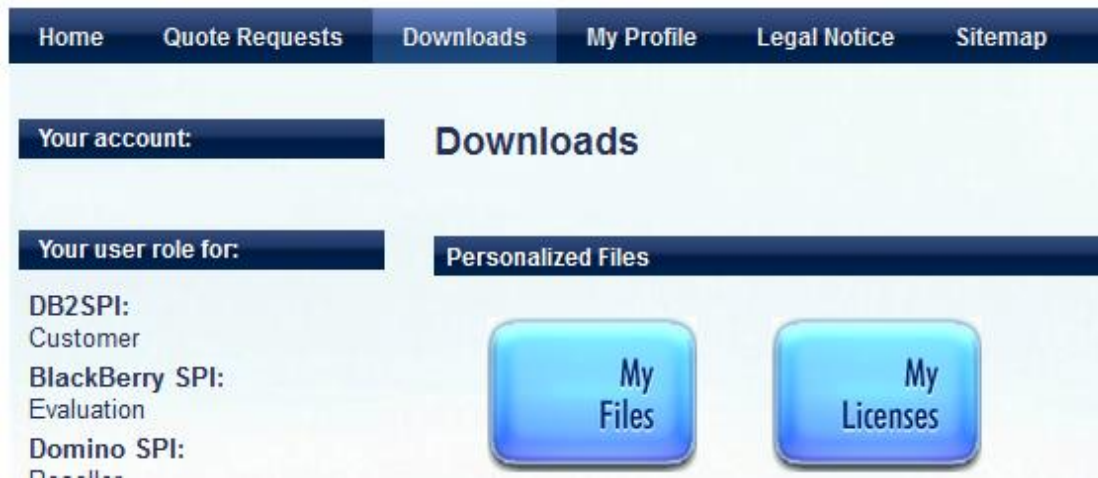 Home Quote Requests Downloads My Profile Legal Notice Sitemap
Your account:
Downloads
Your user role for:
Personalized Files
DB2SPI:
Customer
BlackBerry SPI:
Evaluation
Domino SPI:
My
Files
My
Licenses